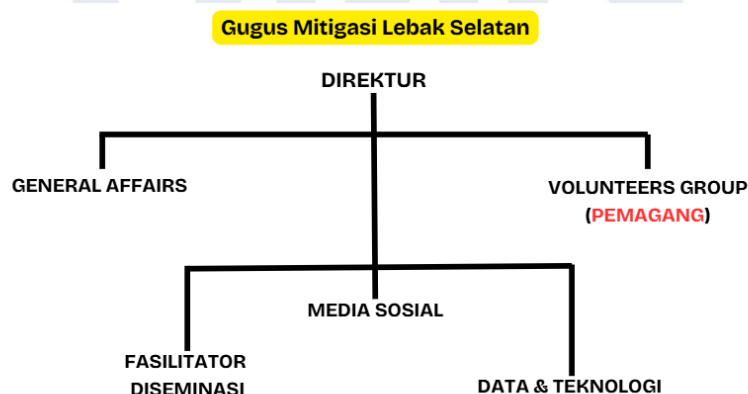 Gugus Mitigasi Lebak Selatan
DIREKTUR
GENERAL AFFAIRS
VOLUNTEERS GROUP
(PEMAGANG)
MEDIA SOSIAL
FASILITATOR
DISEMINASI
DATA & TEKNOLOGI